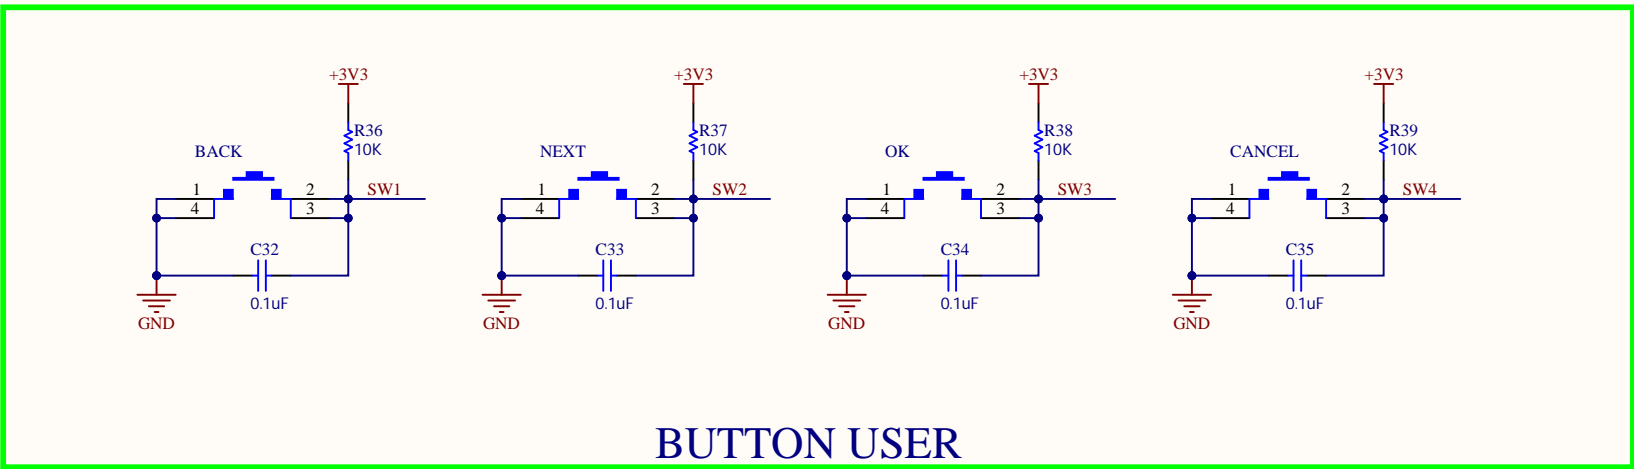 +3V3 +3V3 +3V3 +3V3
R36 R37 R38 R39
10K 10K 10K 10K
BACK NEXT OK CANCEL
1 2 SW1 1 2 SW2 1 2 SW3 1 2 SW4
4 3 4 3 4 3 4 3
C32 C33 C34 C35
0.1uF 0.1uF 0.1uF 0.1uF
GND GND GND GND
BUTTON USER